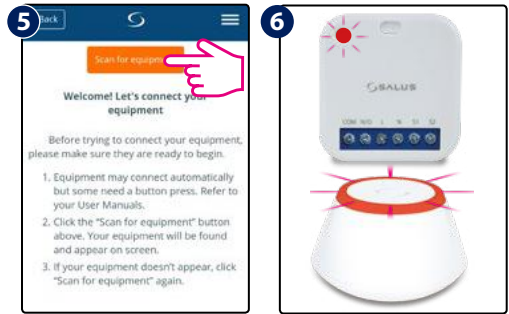 5
Back
Scan for equipment
Welcome! Let's connect your
equipment
Before trying to connect your equipment,
please make sure they are ready to begin.
1. Equipment may connect automatically
but some need a button press. Refer to
your User Manuals.
2. Click the "Scan for equipment" button
above. Your equipment will be found
and appear on screen.
3. If your equipment doesn't appear, click
"Scan for equipment" again.
6
SALUS
COM N/O L N S1 S2